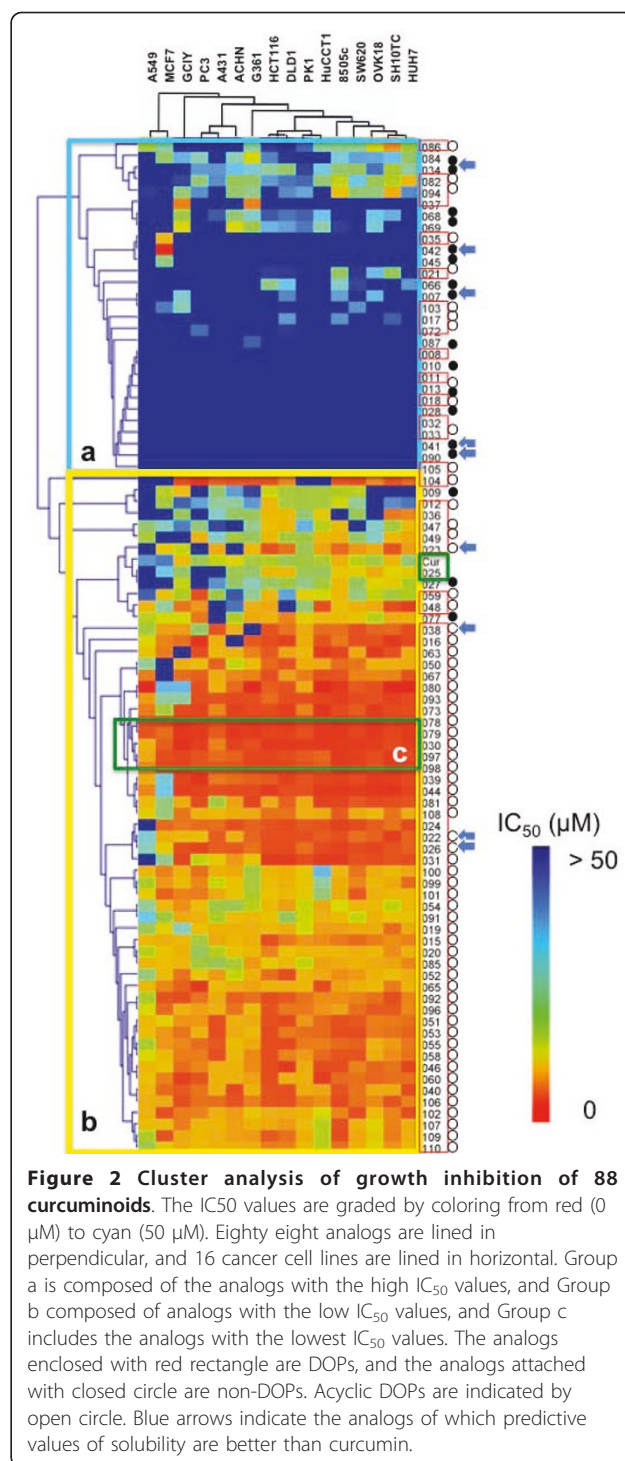 A549
MCF7
GCIY
PC3
A431
ACHN
G361
HCT116
DLD1
PK1
HuCCT1
8505c
SW620
OVK18
SH10TC
HUH7
086
084
034
082
094
037
068
069
035
042
045
021
066
007
103
017
072
087
008
010
011
013
018
028
032
033
041
090
105
104
009
012
036
047
049
023
Cur
025
027
059
048
077
038
016
063
050
067
080
093
073
078
079
030
097
098
039
044
081
108
024
022
026
031
100
099
101
054
091
019
015
020
085
052
065
092
096
051
053
055
058
046
060
040
106
102
107
109
110
a
b
c
IC50 (µM)
> 50
0
Figure 2 Cluster analysis of growth inhibition of 88
curcuminoids. The IC50 values are graded by coloring from red (0
µM) to cyan (50 µM). Eighty eight analogs are lined in
perpendicular, and 16 cancer cell lines are lined in horizontal. Group
a is composed of the analogs with the high IC50 values, and Group
b composed of analogs with the low IC50 values, and Group c
includes the analogs with the lowest IC50 values. The analogs
enclosed with red rectangle are DOPs, and the analogs attached
with closed circle are non-DOPs. Acyclic DOPs are indicated by
open circle. Blue arrows indicate the analogs of which predictive
values of solubility are better than curcumin.